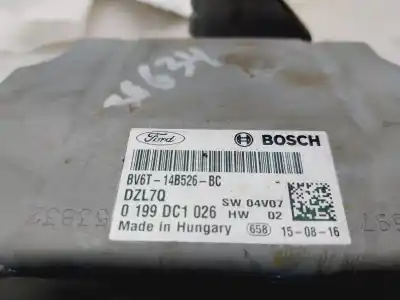 Ford BOSCH
BV6T-14B526-BC
DZL7Q SW 04V07
0 199 DC1 026 HW 02
Made in Hungary 658 15-08-16